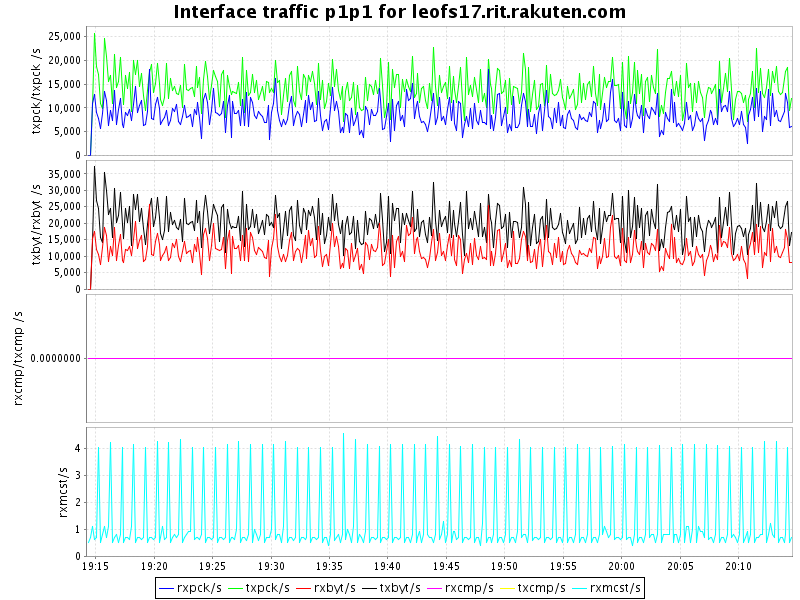 Interface traffic p1p1 for leofs17.rit.rakuten.com
txpck/txpck /s
25,000
20,000
15,000
10,000
5,000
0
txbyt/rxbyt /s
35,000
30,000
25,000
20,000
15,000
10,000
5,000
0
rxcmp/txcmp /s
0.0000000
rxmcst/s
4
3
2
1
0
19:15 19:20 19:25 19:30 19:35 19:40 19:45 19:50 19:55 20:00 20:05 20:10
rxpck/s txpck/s rxbyt/s txbyt/s rxcmp/s txcmp/s rxmcst/s